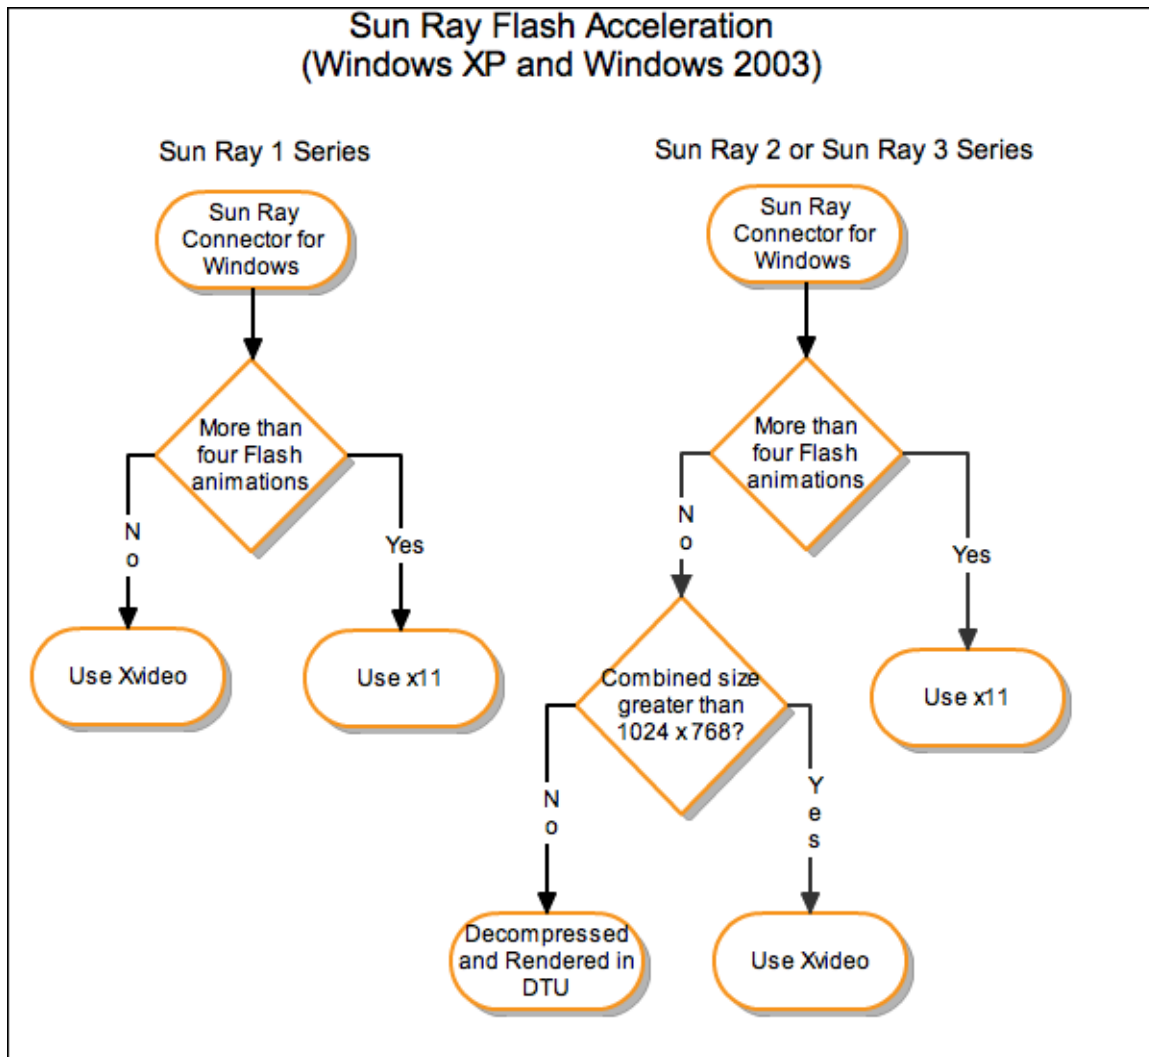 Sun Ray Flash Acceleration
(Windows XP and Windows 2003)
Sun Ray 1 Series
Sun Ray
Connector for
Windows
More than
four Flash
animations
No
Yes
Use Xvideo
Use x11
Sun Ray 2 or Sun Ray 3 Series
Sun Ray
Connector for
Windows
More than
four Flash
animations
No
Yes
Combined size
greater than
1024 x 768?
Use x11
No
Yes
Decompressed
and Rendered in
DTU
Use Xvideo